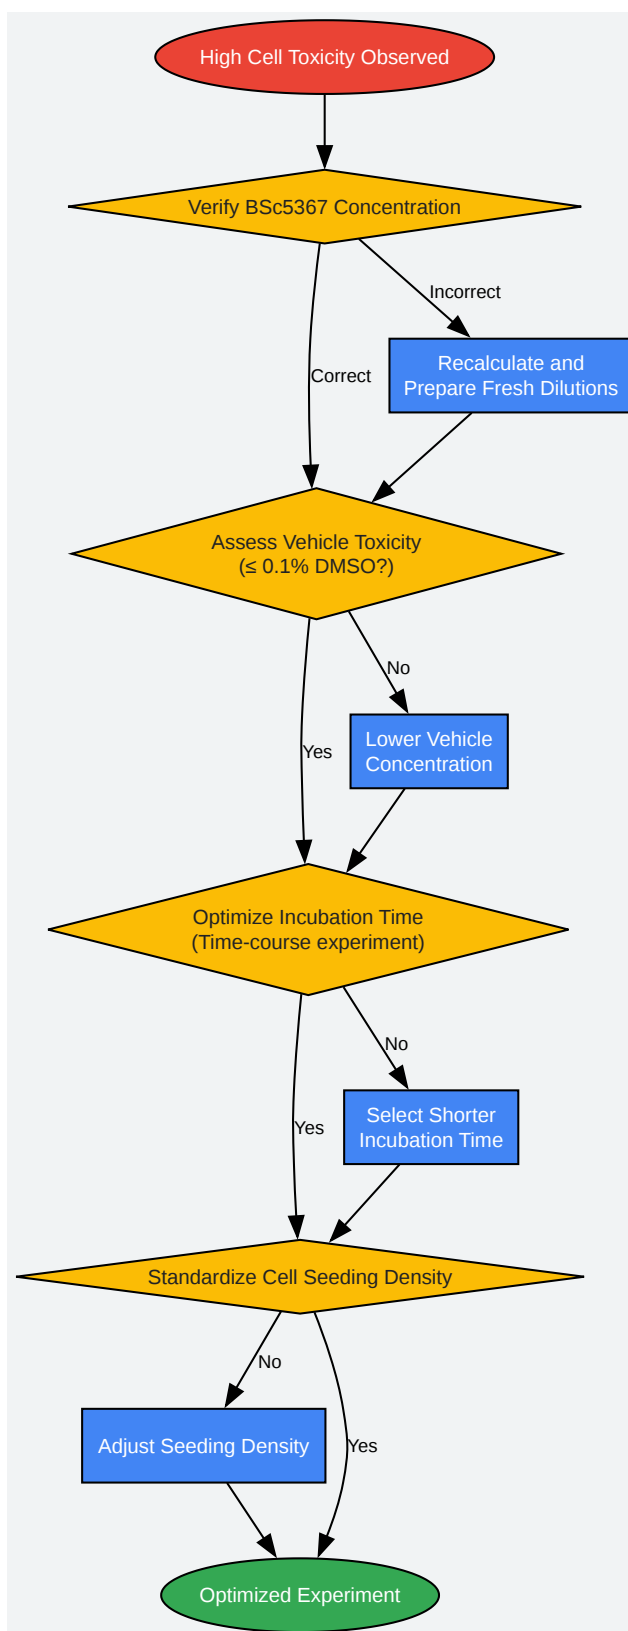 High Cell Toxicity Observed
Verify BSc5367 Concentration
Incorrect
Recalculate and
Prepare Fresh Dilutions
Correct
Assess Vehicle Toxicity
(≤ 0.1% DMSO?)
No
Lower Vehicle
Concentration
Yes
Optimize Incubation Time
(Time-course experiment)
No
Select Shorter
Incubation Time
Yes
Standardize Cell Seeding Density
No
Adjust Seeding Density
Yes
Optimized Experiment